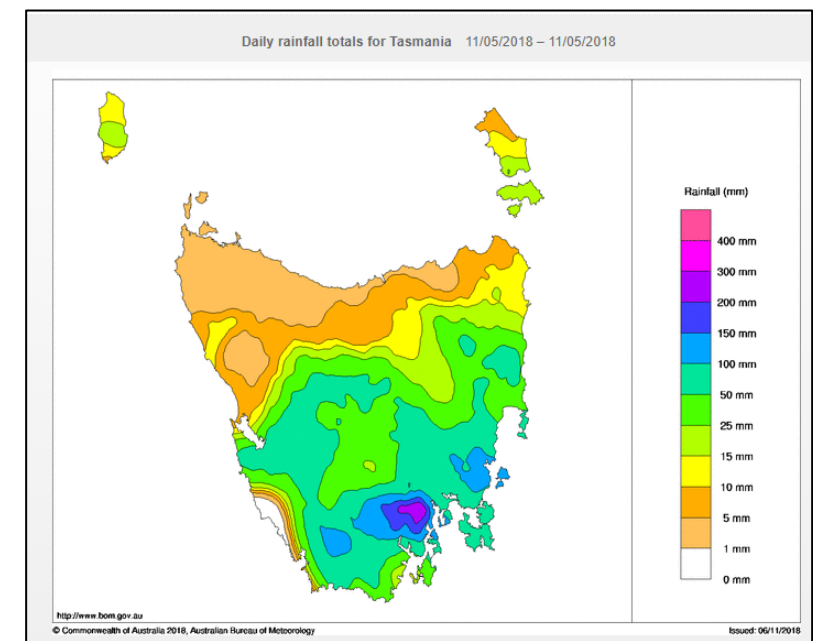 Daily rainfall totals for Tasmania 11/05/2018 – 11/05/2018
Rainfall (mm)
400 mm
300 mm
200 mm
150 mm
100 mm
50 mm
25 mm
15 mm
10 mm
5 mm
1 mm
0 mm
http://www.bom.gov.au
© Commonwealth of Australia 2018, Australian Bureau of Meteorology
Issued: 06/11/2018